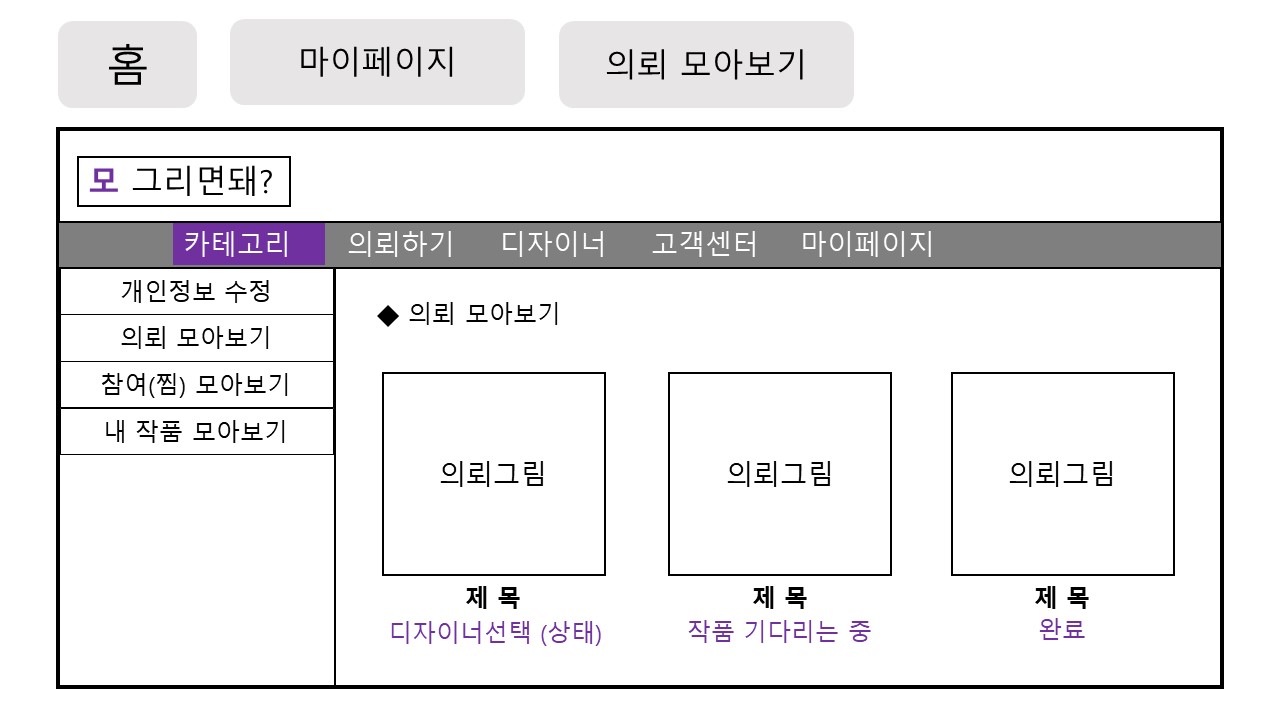 홈
마이페이지
의뢰 모아보기
모 그리면돼?
카테고리 의뢰하기 디자이너 고객센터 마이페이지
개인정보 수정
의뢰 모아보기
참여(찜) 모아보기
내 작품 모아보기
◆ 의뢰 모아보기
의뢰그림
제 목
디자이너선택 (상태)
의뢰그림
제 목
작품 기다리는 중
의뢰그림
제 목
완료